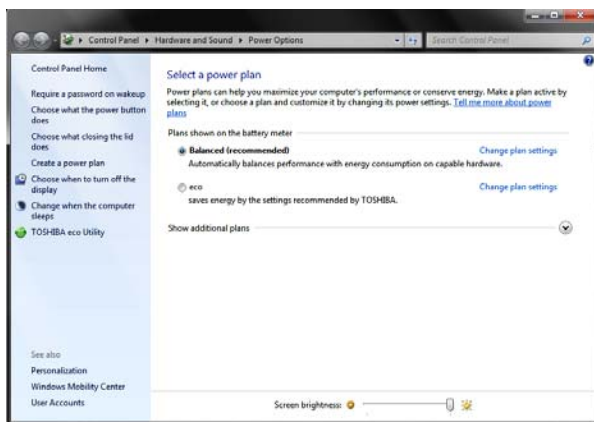 Control Panel ▸ Hardware and Sound ▸ Power Options
Search Control Panel
Control Panel Home
Require a password on wakeup
Choose what the power button
does
Choose what closing the lid
does
Create a power plan
Choose when to turn off the
display
Change when the computer
sleeps
TOSHIBA eco Utility
See also
Personalization
Windows Mobility Center
User Accounts
Select a power plan
Power plans can help you maximize your computer's performance or conserve energy. Make a plan active by
selecting it, or choose a plan and customize it by changing its power settings. Tell me more about power
plans
Plans shown on the battery meter
Balanced (recommended) Change plan settings
Automatically balances performance with energy consumption on capable hardware.
eco Change plan settings
saves energy by the settings recommended by TOSHIBA.
Show additional plans
Screen brightness: